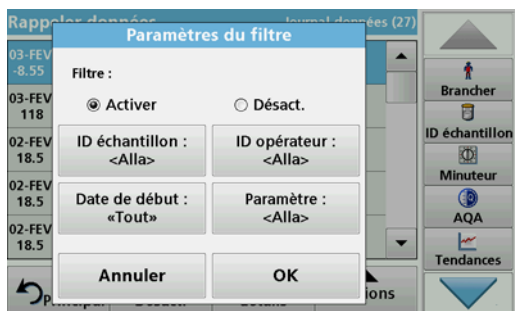 Rappeler données
Journal données (27)
Paramètres du filtre
03-FEV
-8.55
03-FEV
118
02-FEV
18.5
02-FEV
18.5
02-FEV
18.5
Filtre :
Activer
Désact.
ID échantillon :
<Alla>
ID opérateur :
<Alla>
Date de début :
«Tout»
Paramètre :
<Alla>
Annuler
OK
Brancher
ID échantillon
Minuteur
AQA
Tendances